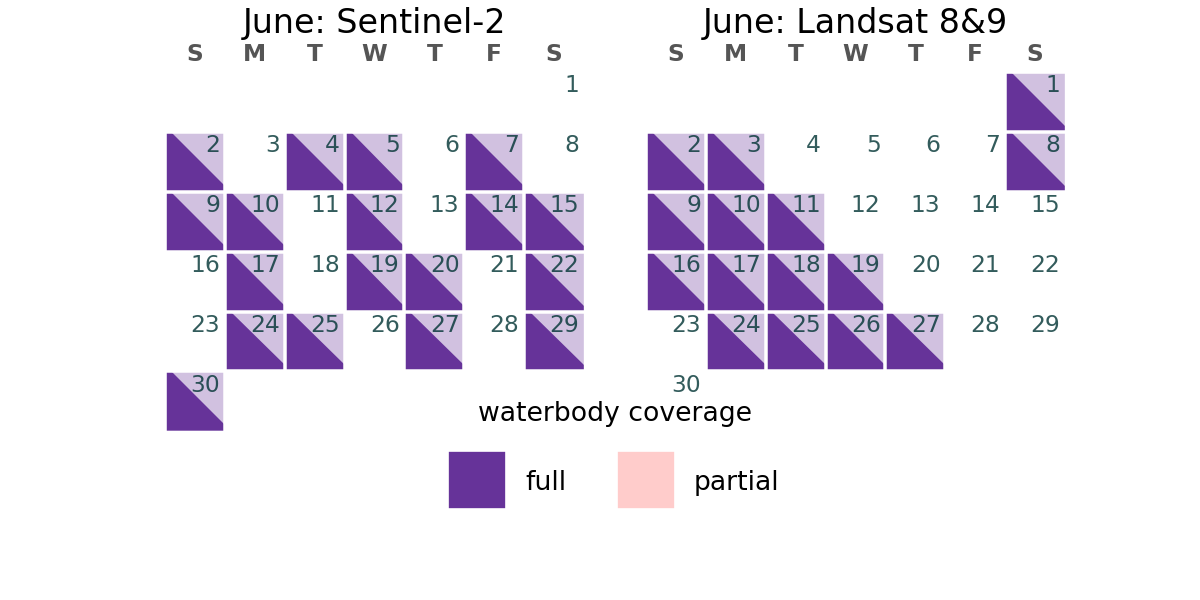 June: Sentinel-2
S M T W T F S
1
2 3 4 5 6 7 8
9 10 11 12 13 14 15
16 17 18 19 20 21 22
23 24 25 26 27 28 29
30
June: Landsat 8&9
S M T W T F S
1
2 3 4 5 6 7 8
9 10 11 12 13 14 15
16 17 18 19 20 21 22
23 24 25 26 27 28 29
30
waterbody coverage
full partial